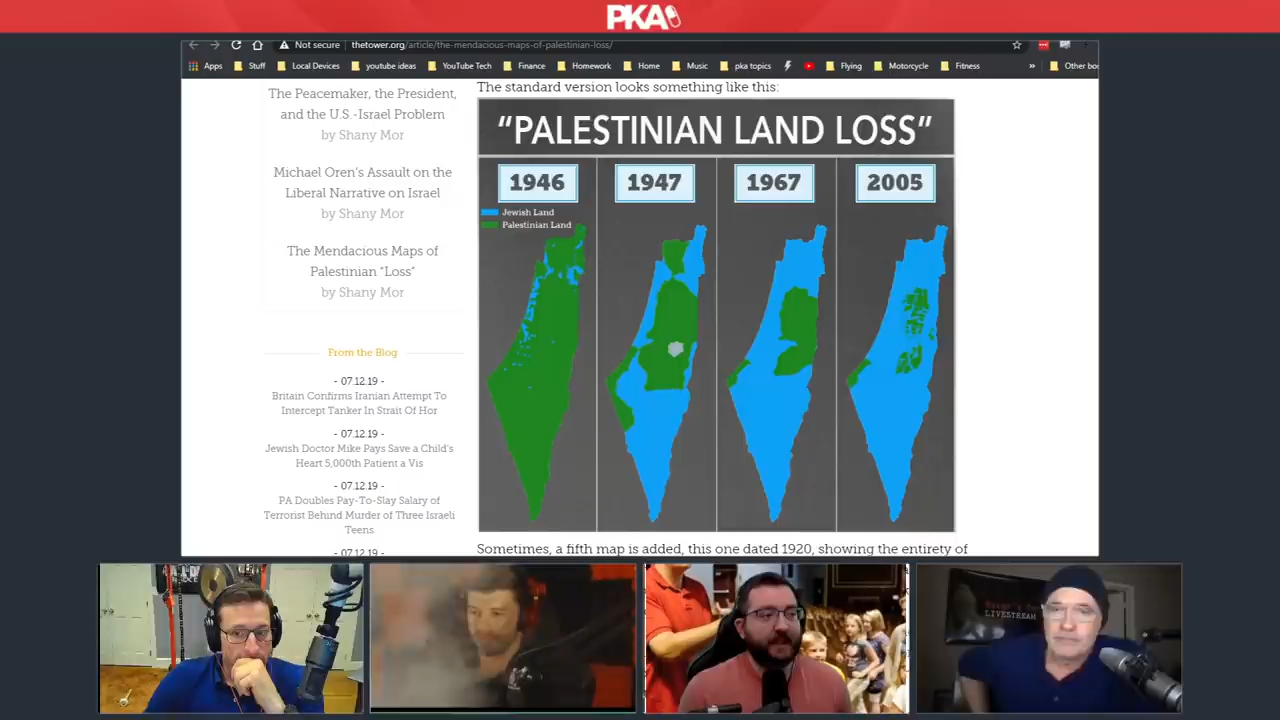 PKA
Not secure thetower.org/article/the-mendacious-maps-of-palestinian-loss/
Apps Stuff Local Devices youtube ideas YouTube Tech Finance Homework Home Music pka topics Flying Motorcycle Fitness » Other boo
The Peacemaker, the President,
and the U.S.-Israel Problem
by Shany Mor
Michael Oren's Assault on the
Liberal Narrative on Israel
by Shany Mor
The Mendacious Maps of
Palestinian "Loss"
by Shany Mor
From the Blog
- 07.12.19 -
Britain Confirms Iranian Attempt To
Intercept Tanker In Strait Of Hor
- 07.12.19 -
Jewish Doctor Mike Pays Save a Child's
Heart 5,000th Patient a Vis
- 07.12.19 -
PA Doubles Pay-To-Slay Salary of
Terrorist Behind Murder of Three Israeli
Teens
- 07.12.19 -
The standard version looks something like this:
"PALESTINIAN LAND LOSS"
1946 1947 1967 2005
Jewish Land
Palestinian Land
Sometimes, a fifth map is added, this one dated 1920, showing the entirety of
LIVESTREAM